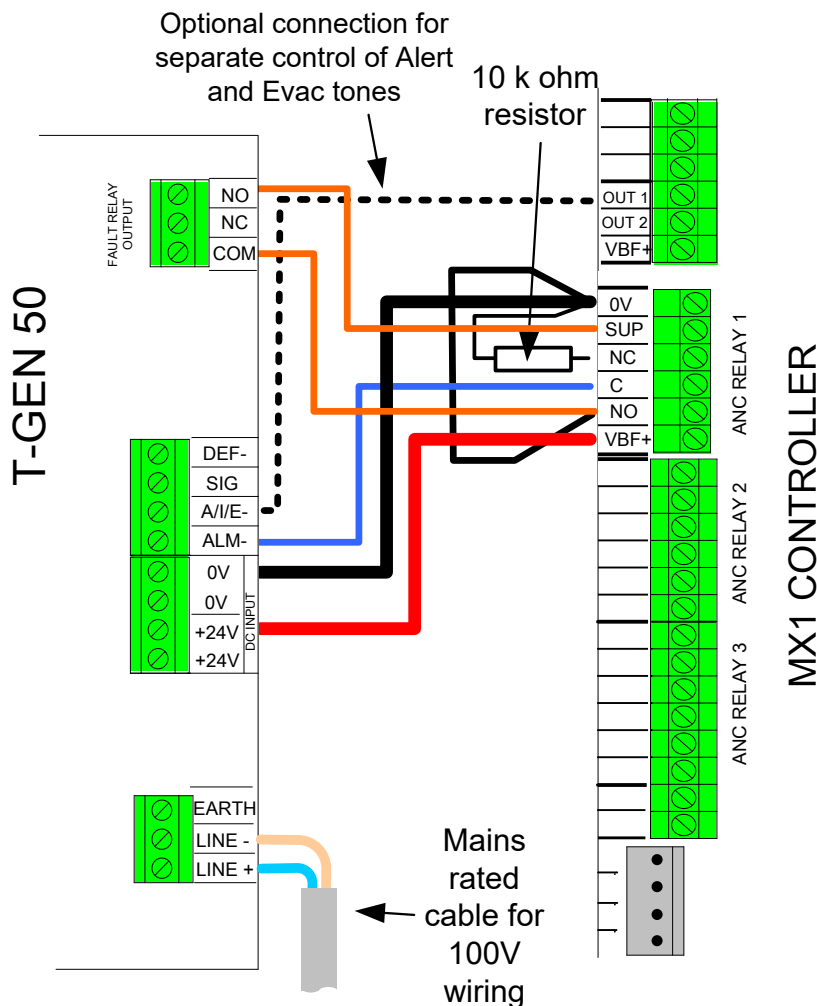 Optional connection for
separate control of Alert
and Evac tones
10 k ohm
resistor
T-GEN 50
FAULT RELAY
OUTPUT
NO
NC
COM
DEF-
SIG
A/I/E-
ALM-
0V
0V
+24V
+24V
DC INPUT
EARTH
LINE -
LINE +
Mains
rated
cable for
100V
wiring
OUT 1
OUT 2
VBF+
0V
SUP
NC
C
NO
VBF+
ANC RELAY 1
ANC RELAY 2
ANC RELAY 3
MX1 CONTROLLER